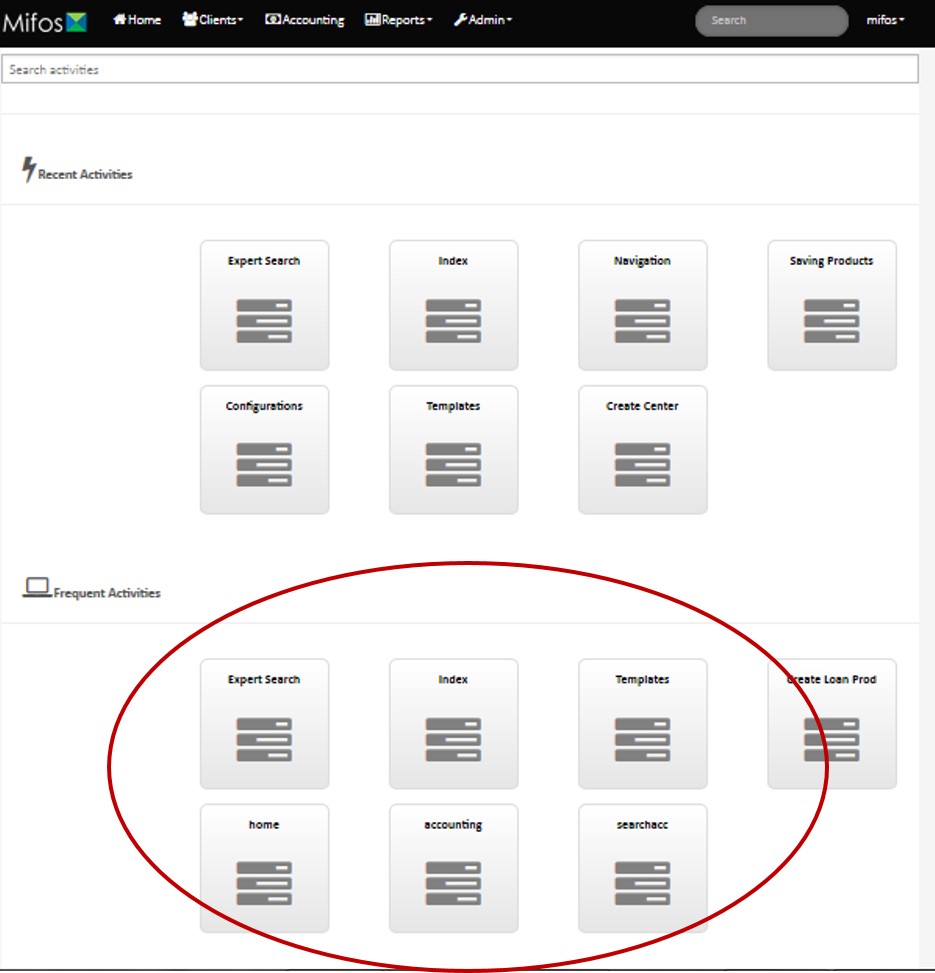 Mifos Home Clients Accounting Reports Admin Search mifos
Search activities
Recent Activities
Expert Search Index Navigation Saving Products
Configurations Templates Create Center
Frequent Activities
Expert Search Index Templates Create Loan Prod
home accounting searchacc